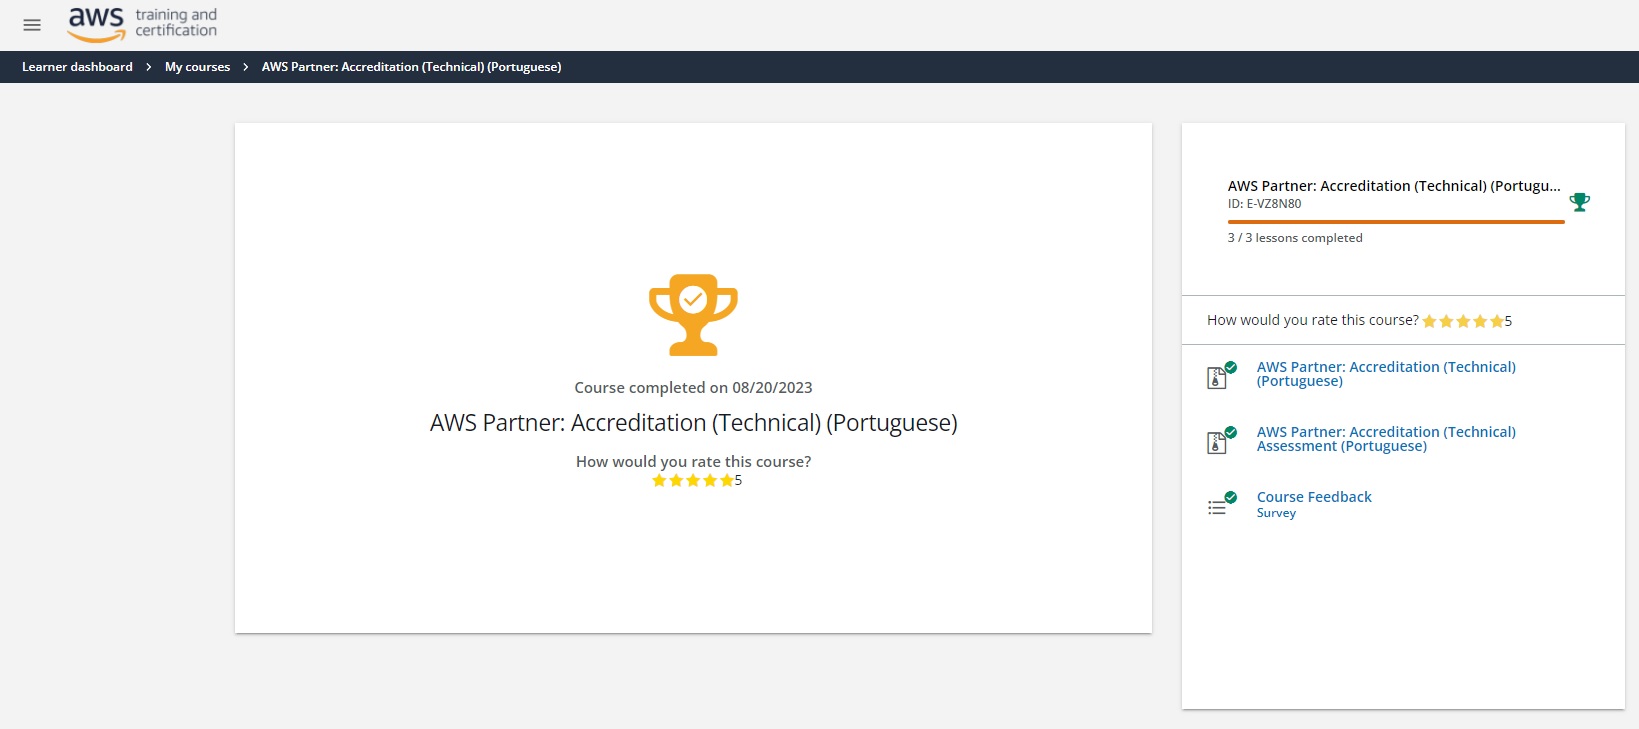 aws training and
certification
Learner dashboard > My courses > AWS Partner: Accreditation (Technical) (Portuguese)
Course completed on 08/20/2023
AWS Partner: Accreditation (Technical) (Portuguese)
How would you rate this course?
5
AWS Partner: Accreditation (Technical) (Portugu...
ID: E-VZ8N80
3 / 3 lessons completed
How would you rate this course? 5
AWS Partner: Accreditation (Technical)
(Portuguese)
AWS Partner: Accreditation (Technical)
Assessment (Portuguese)
Course Feedback
Survey